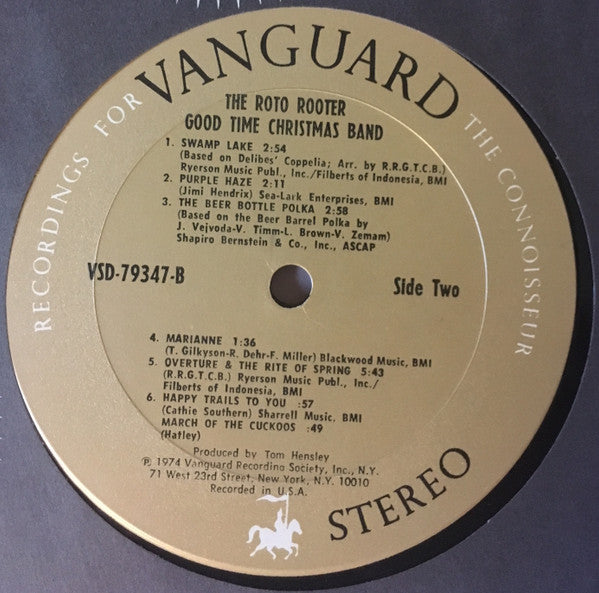 RECORDINGS FOR VANGUARD THE CONNOISSEUR
THE ROTO ROOTER
GOOD TIME CHRISTMAS BAND
1. SWAMP LAKE 2:54
(Based on Delibes' Coppelia; Arr. by R.R.G.T.C.B.)
Ryerson Music Publ., Inc./Filberts of Indonesia, BMI
2. PURPLE HAZE 2:11
(Jimi Hendrix) Sea-Lark Enterprises, BMI
3. THE BEER BOTTLE POLKA 2:58
(Based on the Beer Barrel Polka by
J. Vejvoda-V. Timm-L. Brown-V. Zemam)
Shapiro Bernstein & Co., Inc., ASCAP
VSD-79347-B
Side Two
4. MARIANNE 1:36
(T. Gilkyson-R. Dehr-F. Miller) Blackwood Music, BMI
5. OVERTURE & THE RITE OF SPRING 5:43
(R.R.G.T.C.B.) Ryerson Music Publ., Inc./
Filberts of Indonesia, BMI
6. HAPPY TRAILS TO YOU :57
(Cathie Southern) Sharrell Music, BMI
MARCH OF THE CUCKOOS :49
(Hatley)
Produced by Tom Hensley
℗ 1974 Vanguard Recording Society, Inc., N.Y.
71 West 23rd Street, New York, N.Y. 10010
Recorded in U.S.A.
STEREO